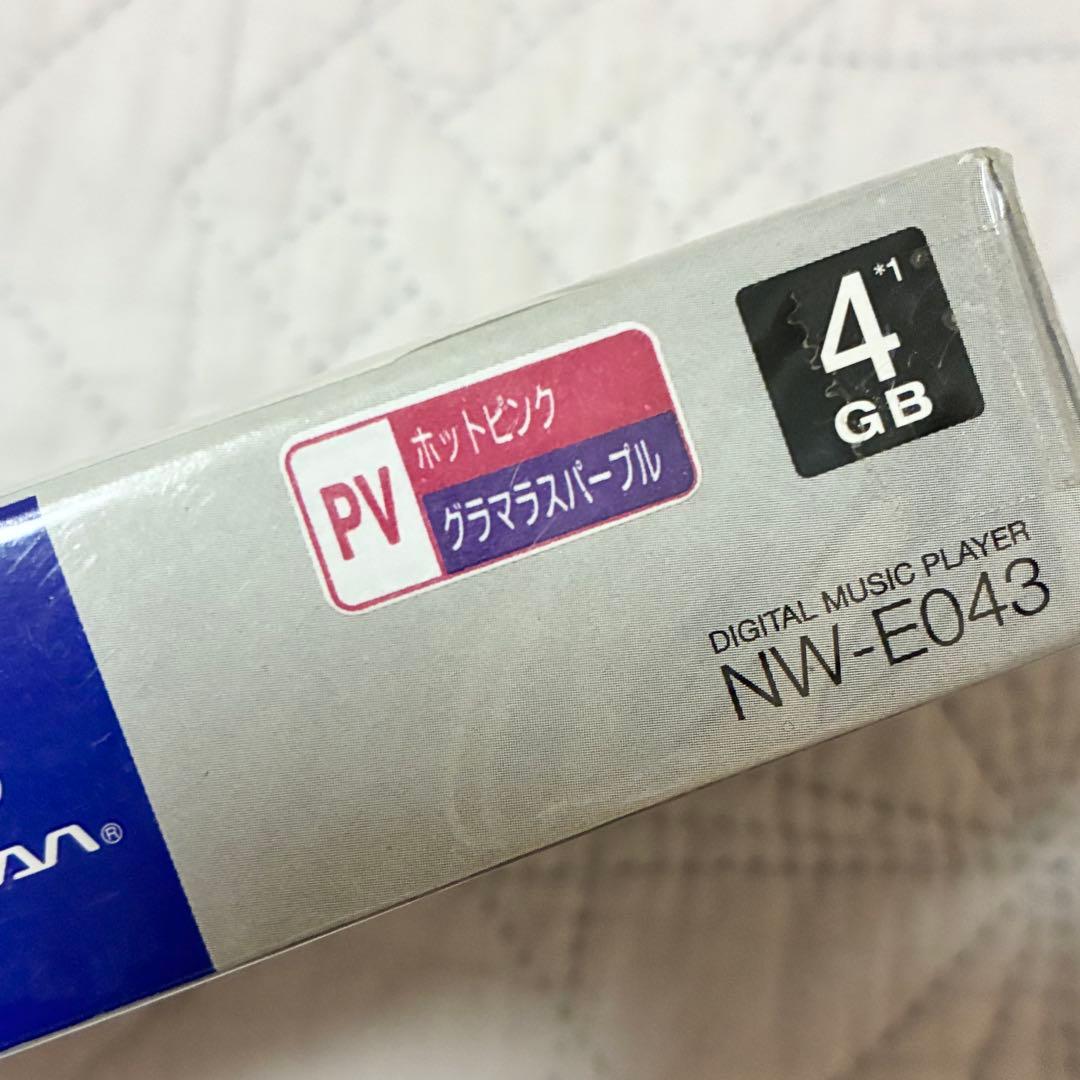 4*1
GB
PV
ホットピンク
グラマラスパープル
DIGITAL MUSIC PLAYER
NW-E043